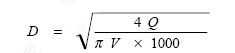 D = √(4 Q / π V × 1000)